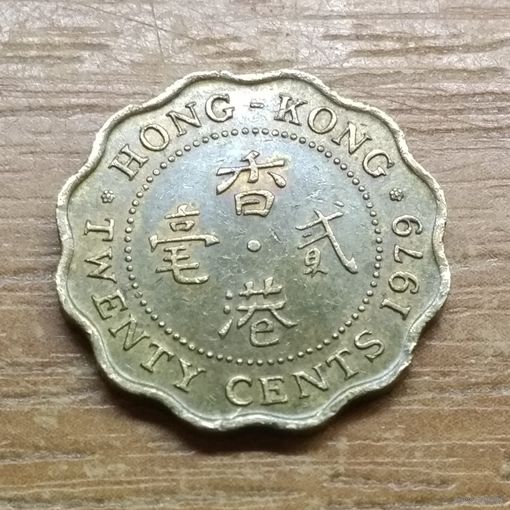 HONG-KONG
TWENTY CENTS 1979
香港
貳毫